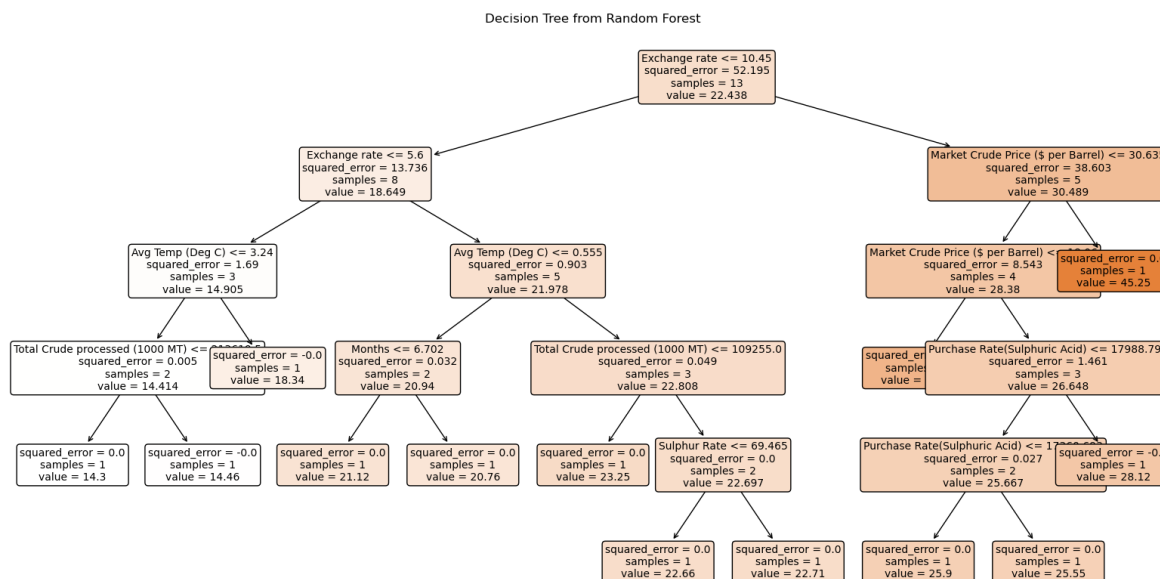 Decision Tree from Random Forest
Exchange rate <= 10.45
squared_error = 52.195
samples = 13
value = 22.438
Exchange rate <= 5.6
squared_error = 13.736
samples = 8
value = 18.649
Market Crude Price ($ per Barrel) <= 30.635
squared_error = 38.603
samples = 5
value = 30.489
Avg Temp (Deg C) <= 3.24
squared_error = 1.69
samples = 3
value = 14.905
Avg Temp (Deg C) <= 0.555
squared_error = 0.903
samples = 5
value = 21.978
Market Crude Price ($ per Barrel) <=
squared_error = 8.543
samples = 4
value = 28.38
squared_error = 0.0
samples = 1
value = 45.25
Total Crude processed (1000 MT) <=
squared_error = 0.005
samples = 2
value = 14.414
squared_error = -0.0
samples = 1
value = 18.34
Months <= 6.702
squared_error = 0.032
samples = 2
value = 20.94
Total Crude processed (1000 MT) <= 109255.0
squared_error = 0.049
samples = 3
value = 22.808
value =
Purchase Rate(Sulphuric Acid) <= 17988.79
squared_error = 1.461
samples = 3
value = 26.648
squared_error = 0.0
samples = 1
value = 14.3
squared_error = -0.0
samples = 1
value = 14.46
squared_error = 0.0
samples = 1
value = 21.12
squared_error = 0.0
samples = 1
value = 20.76
squared_error = 0.0
samples = 1
value = 23.25
Sulphur Rate <= 69.465
squared_error = 0.0
samples = 2
value = 22.697
Purchase Rate(Sulphuric Acid) <=
squared_error = 0.027
samples = 2
value = 25.667
squared_error = -0.
samples = 1
value = 28.12
squared_error = 0.0
samples = 1
value = 22.66
squared_error = 0.0
samples = 1
value = 22.71
squared_error = 0.0
samples = 1
value = 25.9
squared_error = 0.0
samples = 1
value = 25.55